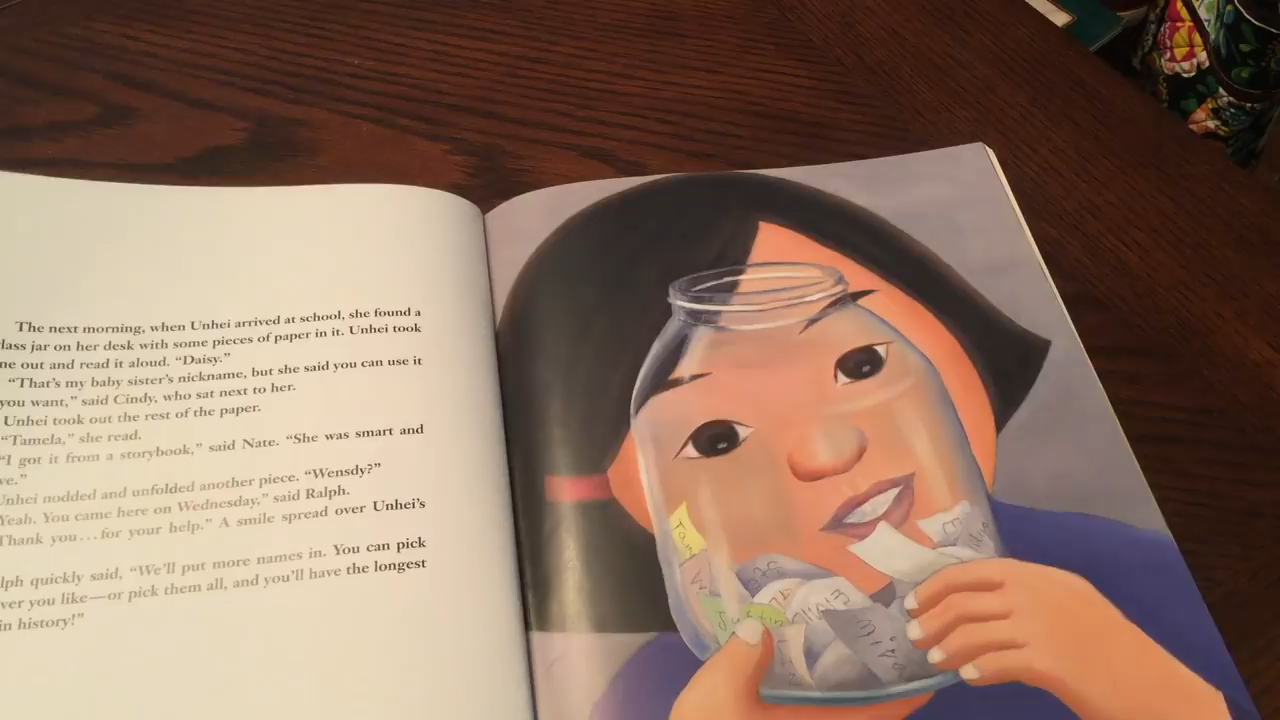 The next morning, when Unhei arrived at school, she found a
lass jar on her desk with some pieces of paper in it. Unhei took
ne out and read it aloud. “Daisy.”
“That’s my baby sister’s nickname, but she said you can use it
you want,” said Cindy, who sat next to her.
Unhei took out the rest of the paper.
“Tamela,” she read.
“I got it from a storybook,” said Nate. “She was smart and
ve.”
Unhei nodded and unfolded another piece. “Wensdy?”
Yeah. You came here on Wednesday,” said Ralph.
Thank you...for your help.” A smile spread over Unhei’s
lph quickly said, “We’ll put more names in. You can pick
ver you like—or pick them all, and you’ll have the longest
in history!”
Tam
Justin
Mira